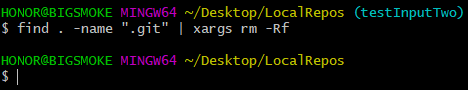 HONOR@BIGSMOKE MINGW64 ~/Desktop/LocalRepos (testInputTwo)
$ find . -name ".git" | xargs rm -Rf
HONOR@BIGSMOKE MINGW64 ~/Desktop/LocalRepos
$